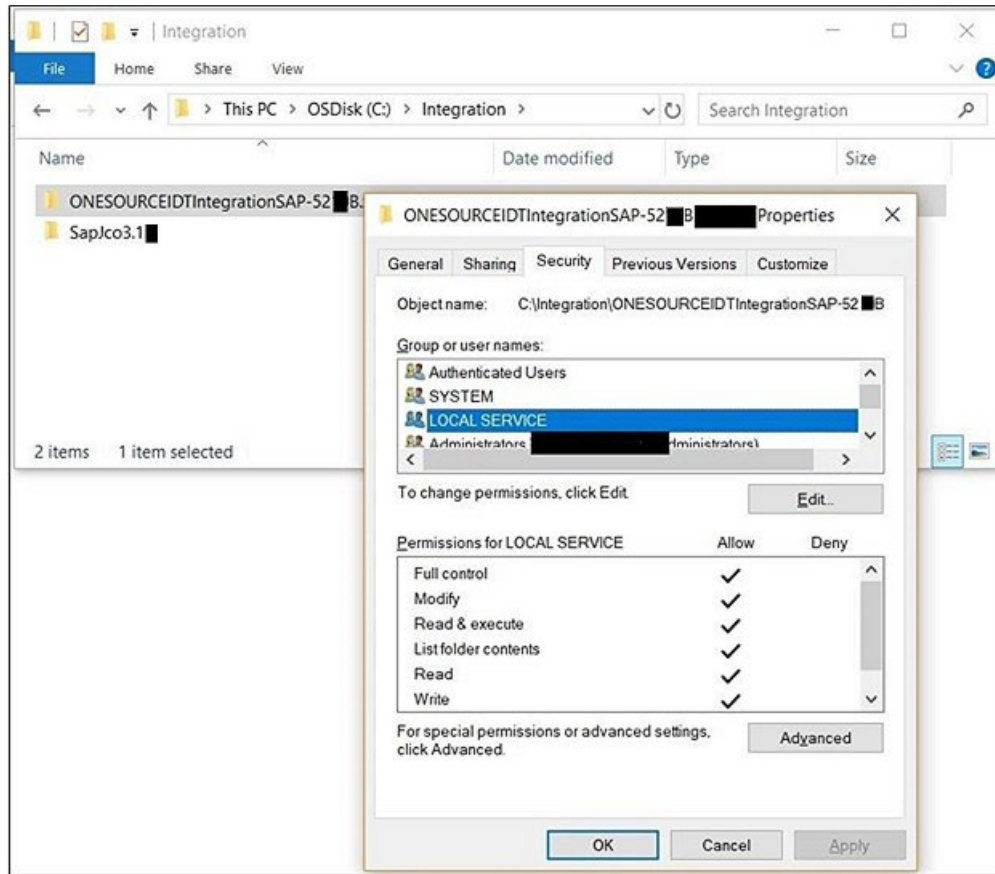 Integration
File Home Share View
This PC > OSDisk (C:) > Integration >
Search Integration
Name Date modified Type Size
ONESOURCEIDTIntegrationSAP-52 B.
SapJco3.1
2 items 1 item selected
ONESOURCEIDTIntegrationSAP-52 B Properties
General Sharing Security Previous Versions Customize
Object name: C:\Integration\ONESOURCEIDTIntegrationSAP-52 B
Group or user names:
Authenticated Users
SYSTEM
LOCAL SERVICE
Administrators dministrators)
To change permissions, click Edit.
Edit...
Permissions for LOCAL SERVICE Allow Deny
Full control
Modify
Read & execute
List folder contents
Read
Write
For special permissions or advanced settings,
click Advanced.
Advanced
OK Cancel Apply